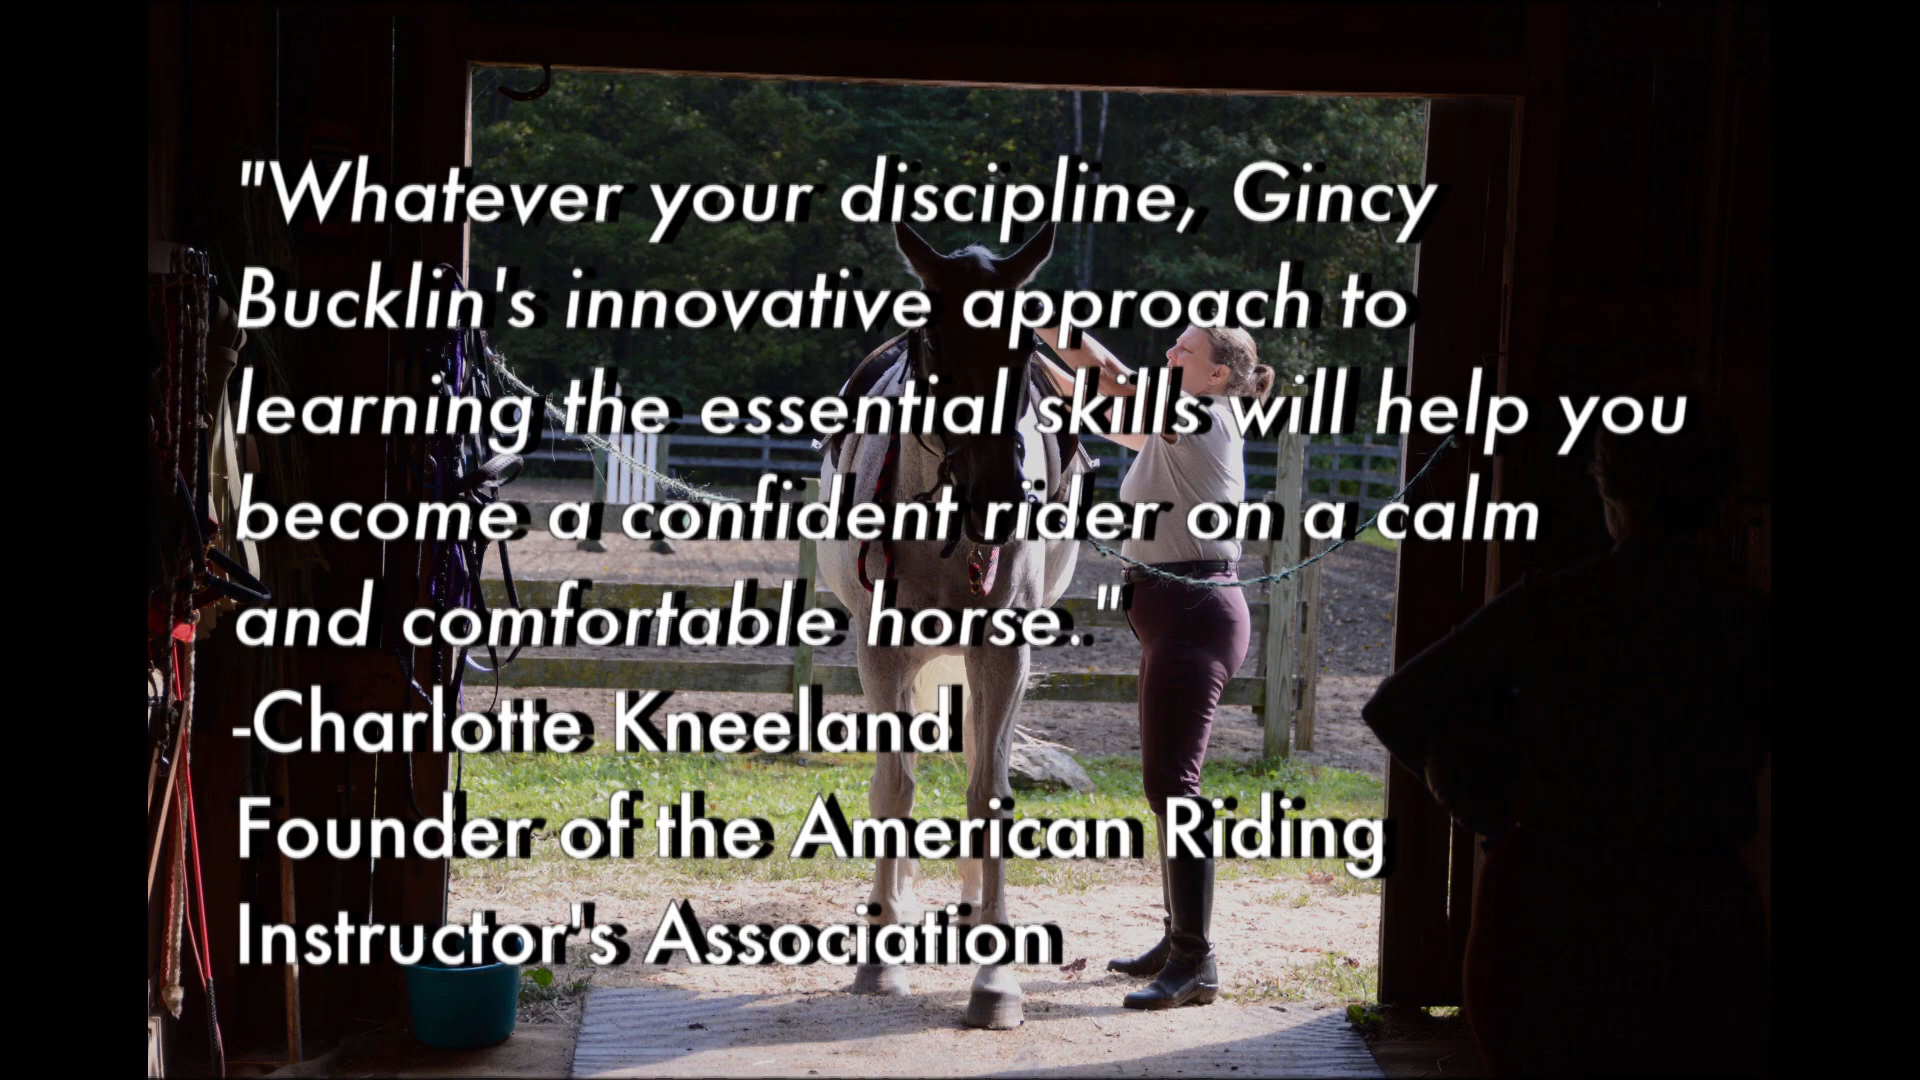 "Whatever your discipline, Gincy
Bucklin's innovative approach to
learning the essential skills will help you
become a confident rider on a calm
and comfortable horse."
-Charlotte Kneeland
Founder of the American Riding
Instructor's Association